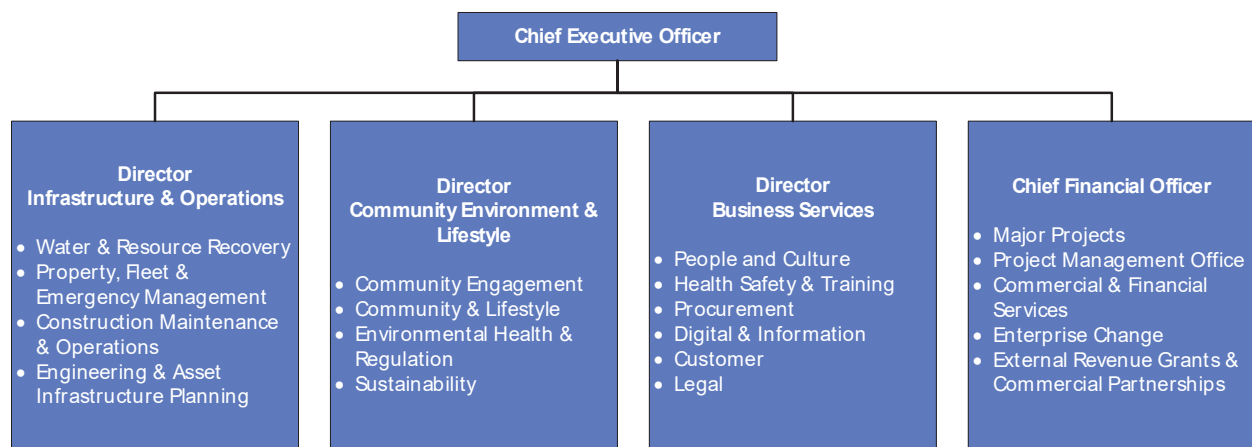 Chief Executive Officer
Director
Infrastructure & Operations
• Water & Resource Recovery
• Property, Fleet &
Emergency Management
• Construction Maintenance
& Operations
• Engineering & Asset
Infrastructure Planning
Director
Community Environment &
Lifestyle
• Community Engagement
• Community & Lifestyle
• Environmental Health &
Regulation
• Sustainability
Director
Business Services
• People and Culture
• Health Safety & Training
• Procurement
• Digital & Information
• Customer
• Legal
Chief Financial Officer
• Major Projects
• Project Management Office
• Commercial & Financial
Services
• Enterprise Change
• External Revenue Grants &
Commercial Partnerships